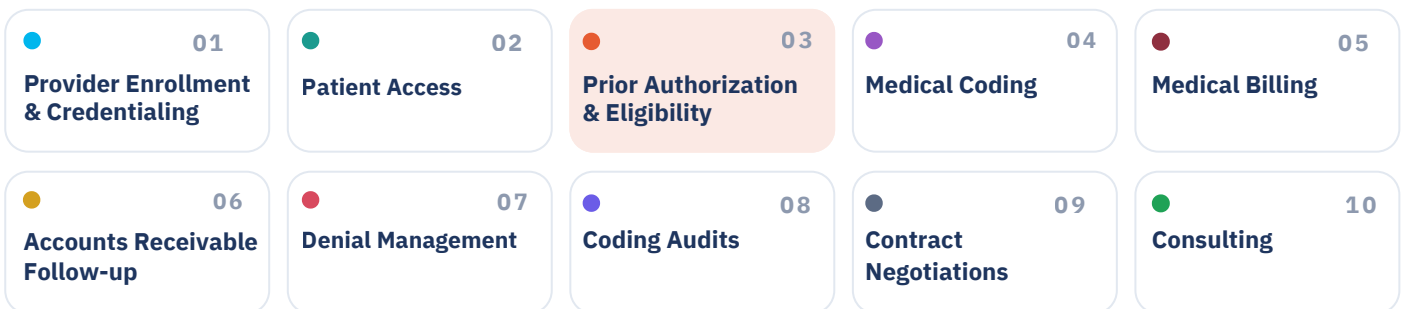 01
Provider Enrollment
& Credentialing
02
Patient Access
03
Prior Authorization
& Eligibility
04
Medical Coding
05
Medical Billing
06
Accounts Receivable
Follow-up
07
Denial Management
08
Coding Audits
09
Contract
Negotiations
10
Consulting